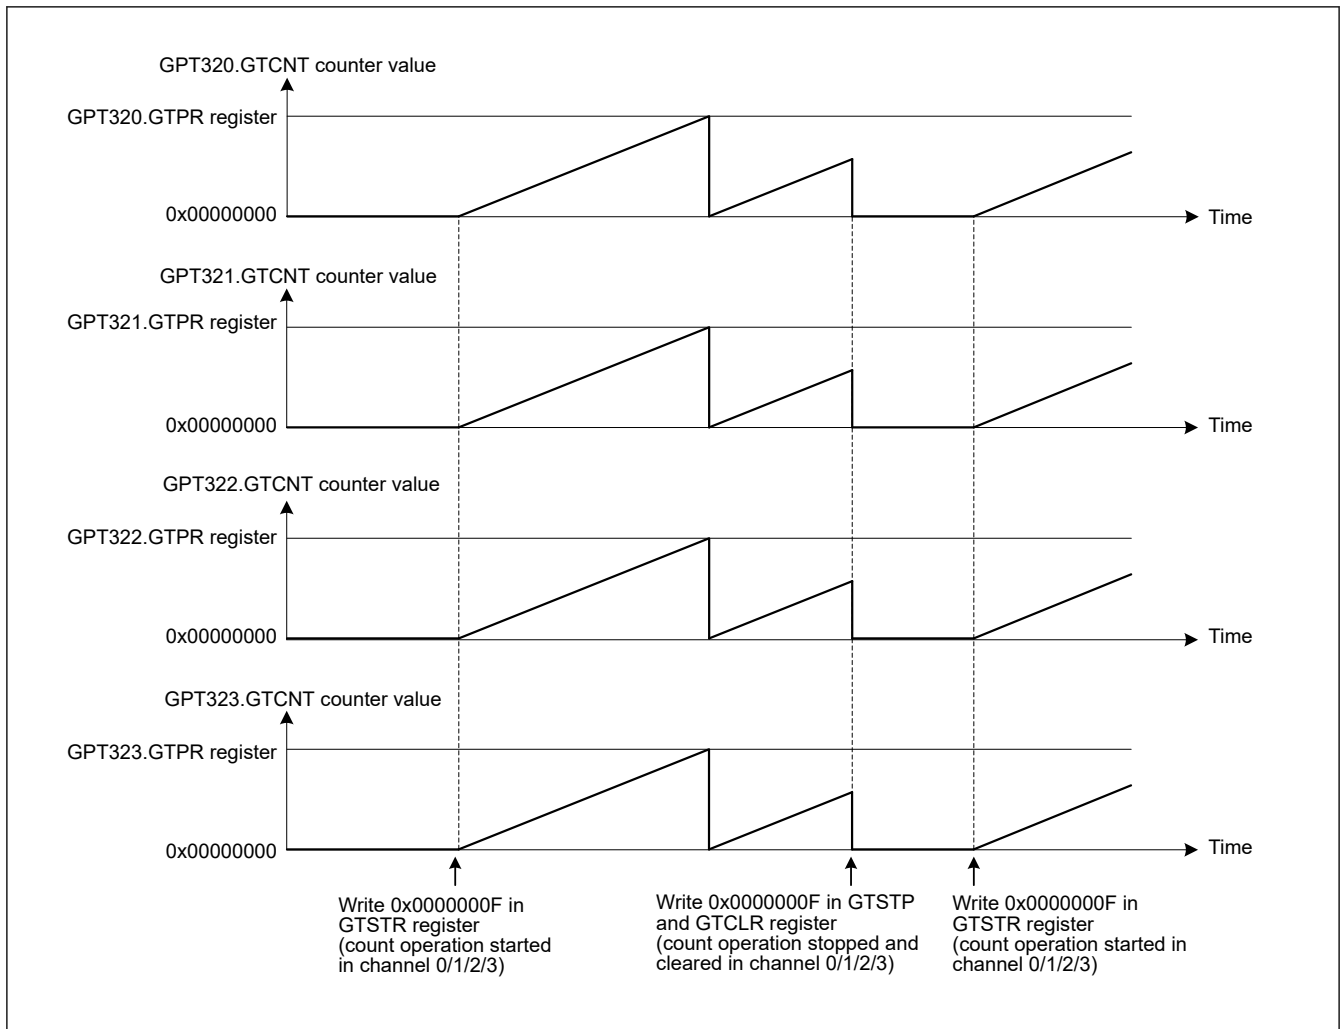 GPT320.GTCNT counter value
GPT320.GTPR register
0x00000000
Time
GPT321.GTCNT counter value
GPT321.GTPR register
0x00000000
Time
GPT322.GTCNT counter value
GPT322.GTPR register
0x00000000
Time
GPT323.GTCNT counter value
GPT323.GTPR register
0x00000000
Time
Write 0x0000000F in
GTSTR register
(count operation started
in channel 0/1/2/3)
Write 0x0000000F in GTSTP
and GTCLR register
(count operation stopped and
cleared in channel 0/1/2/3)
Write 0x0000000F in
GTSTR register
(count operation started in
channel 0/1/2/3)